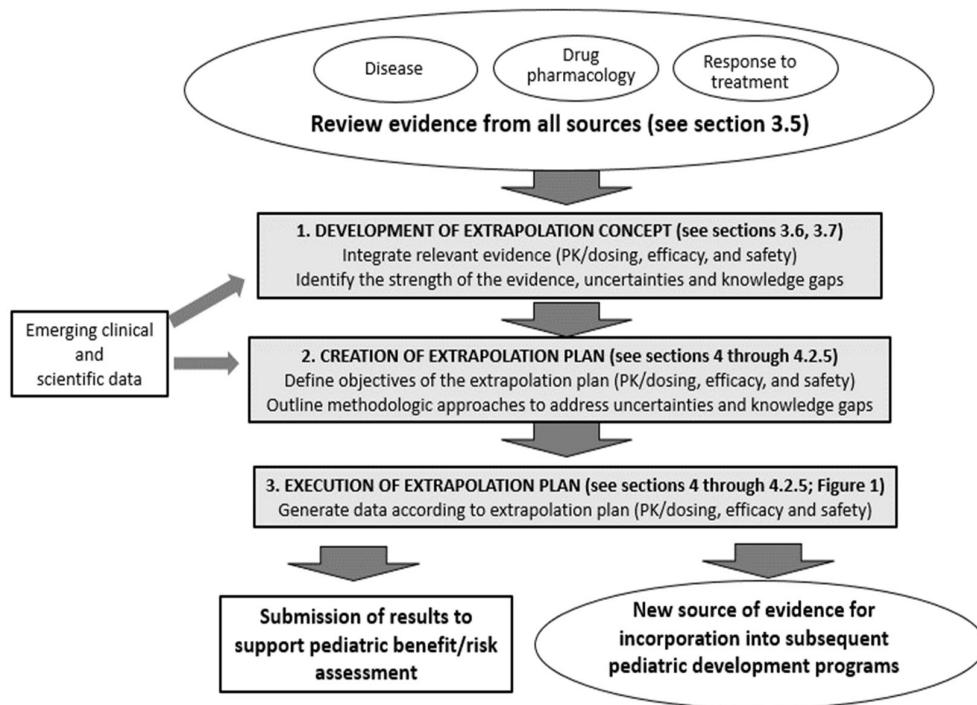 Disease
Drug
pharmacology
Response to
treatment
Review evidence from all sources (see section 3.5)
1. DEVELOPMENT OF EXTRAPOLATION CONCEPT (see sections 3.6, 3.7)
Integrate relevant evidence (PK/dosing, efficacy, and safety)
Identify the strength of the evidence, uncertainties and knowledge gaps
Emerging clinical
and
scientific data
2. CREATION OF EXTRAPOLATION PLAN (see sections 4 through 4.2.5)
Define objectives of the extrapolation plan (PK/dosing, efficacy, and safety)
Outline methodologic approaches to address uncertainties and knowledge gaps
3. EXECUTION OF EXTRAPOLATION PLAN (see sections 4 through 4.2.5; Figure 1)
Generate data according to extrapolation plan (PK/dosing, efficacy and safety)
Submission of results to
support pediatric benefit/risk
assessment
New source of evidence for
incorporation into subsequent
pediatric development programs